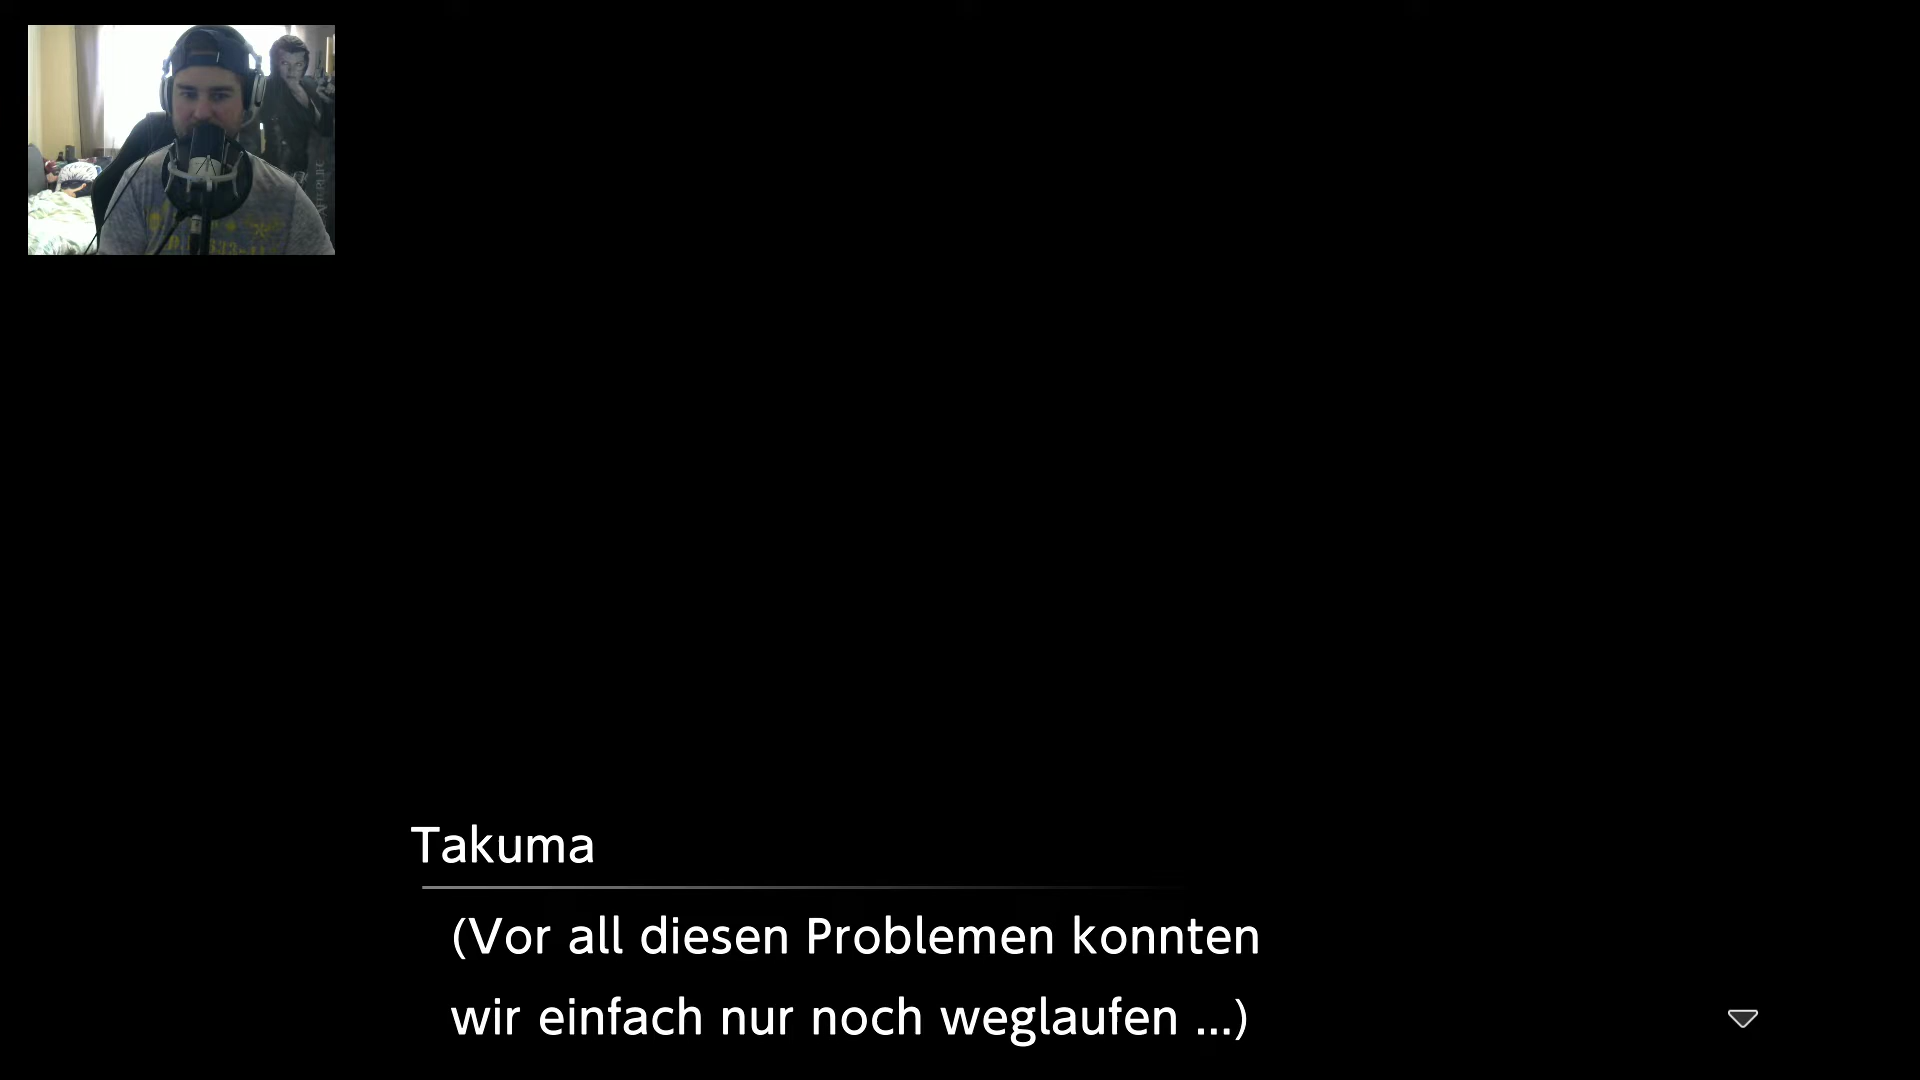 Takuma
(Vor all diesen Problemen konnten
wir einfach nur noch weglaufen ...)